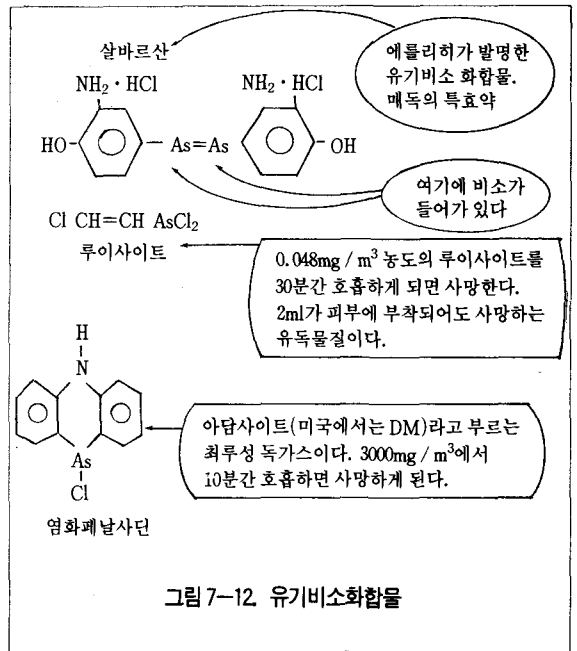 살바르산
에를리히가 발명한
유기비소 화합물.
매독의 특효약
NH₂·HCl
NH₂·HCl
HO
As=As
OH
여기에 비소가
들어가 있다
Cl CH=CH AsCl₂
루이사이트
0.048mg / m³ 농도의 루이사이트를
30분간 호흡하게 되면 사망한다.
2ml가 피부에 부착되어도 사망하는
유독물질이다.
H
N
As
Cl
아담사이트(미국에서는 DM)라고 부르는
최루성 독가스이다. 3000mg / m³에서
10분간 호흡하면 사망하게 된다.
염화페날사딘
그림 7—12. 유기비소화합물